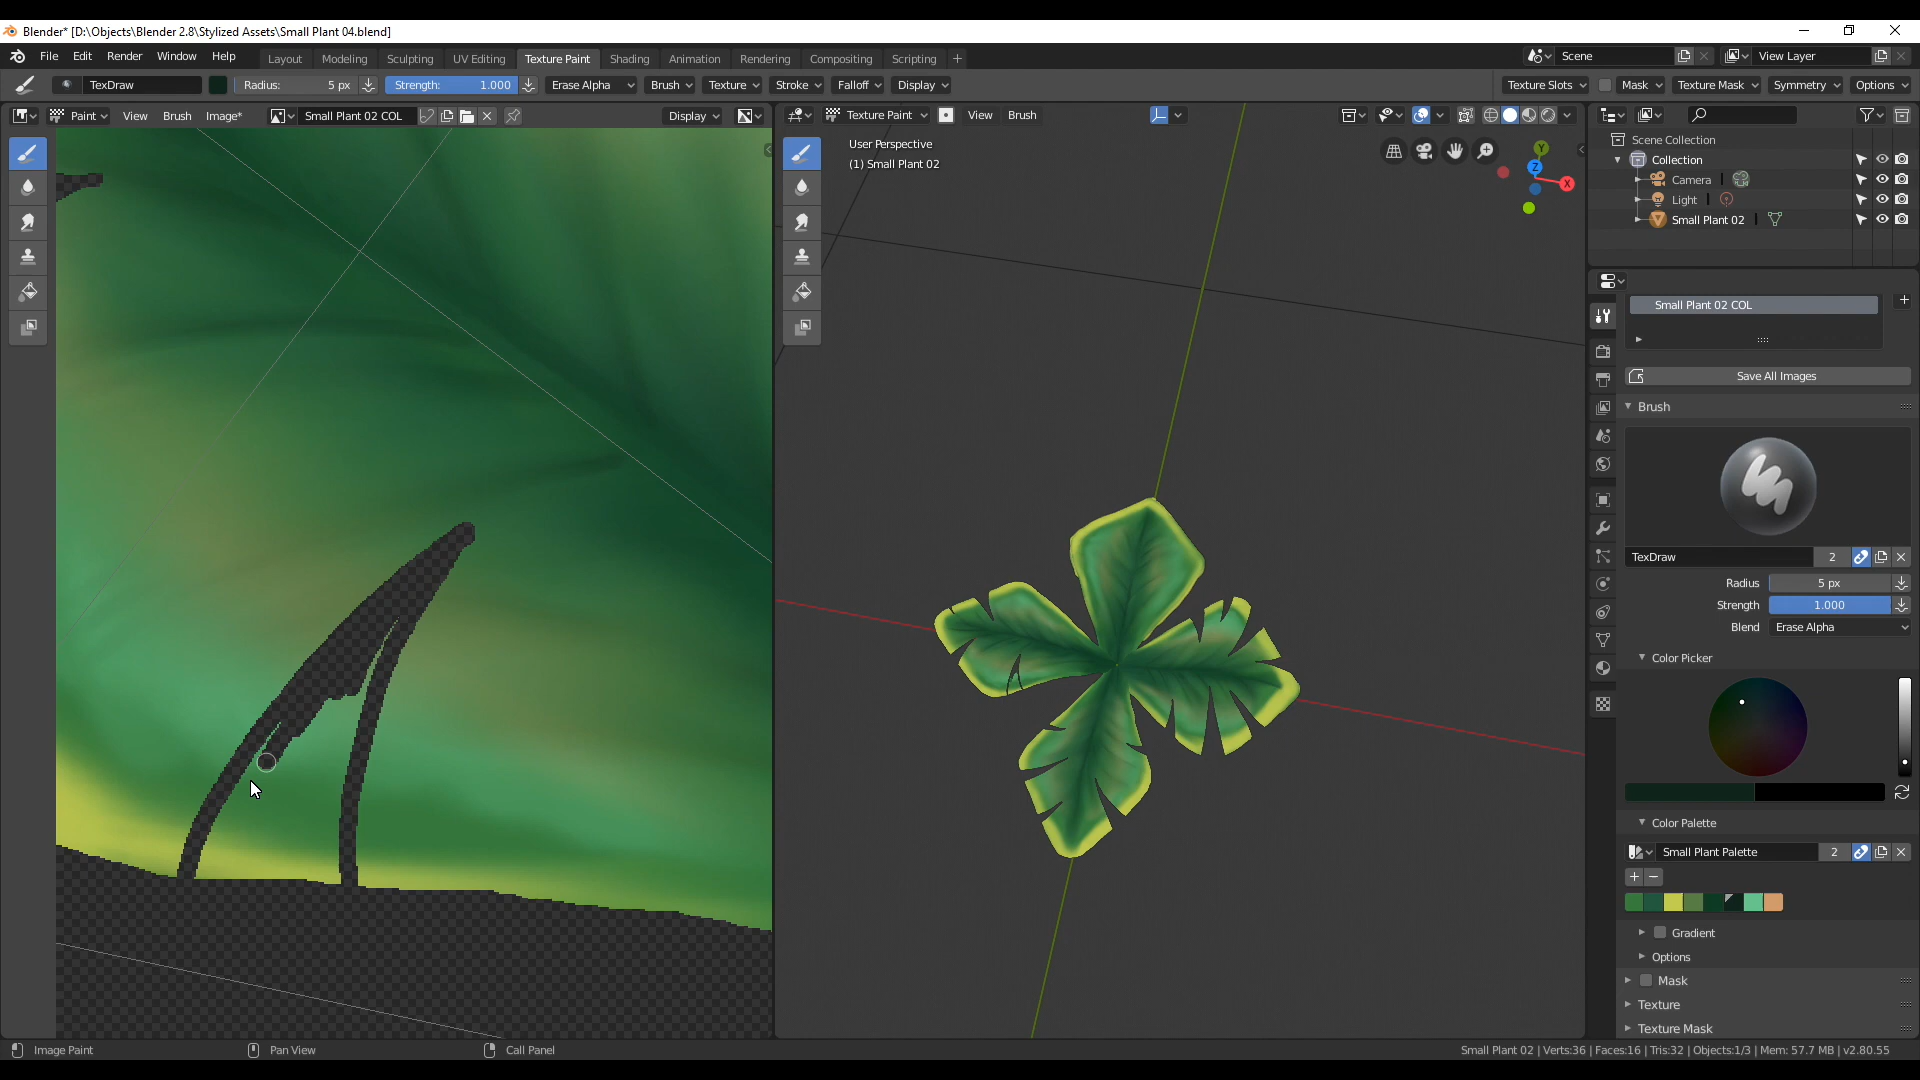 Blender* [D:\Objects\Blender 2.8\Stylized Assets\Small Plant 04.blend]
File Edit Render Window Help Layout Modeling Sculpting UV Editing Texture Paint Shading Animation Rendering Compositing Scripting + Scene View Layer
TexDraw Radius: 5 px Strength: 1.000 Erase Alpha Brush Texture Stroke Falloff Display Texture Slots Mask Texture Mask Symmetry Options
Paint View Brush Image* Small Plant 02 COL Display Texture Paint View Brush
User Perspective
(1) Small Plant 02
Y
Z
X
Scene Collection
Collection
Camera
Light
Small Plant 02
Small Plant 02 COL
Save All Images
Brush
TexDraw 2
Radius 5 px
Strength 1.000
Blend Erase Alpha
Color Picker
Color Palette
Small Plant Palette 2
Gradient
Options
Mask
Texture
Texture Mask
Image Paint Pan View Call Panel Small Plant 02 | Verts:36 | Faces:16 | Tris:32 | Objects:1/3 | Mem: 57.7 MB | v2.80.55